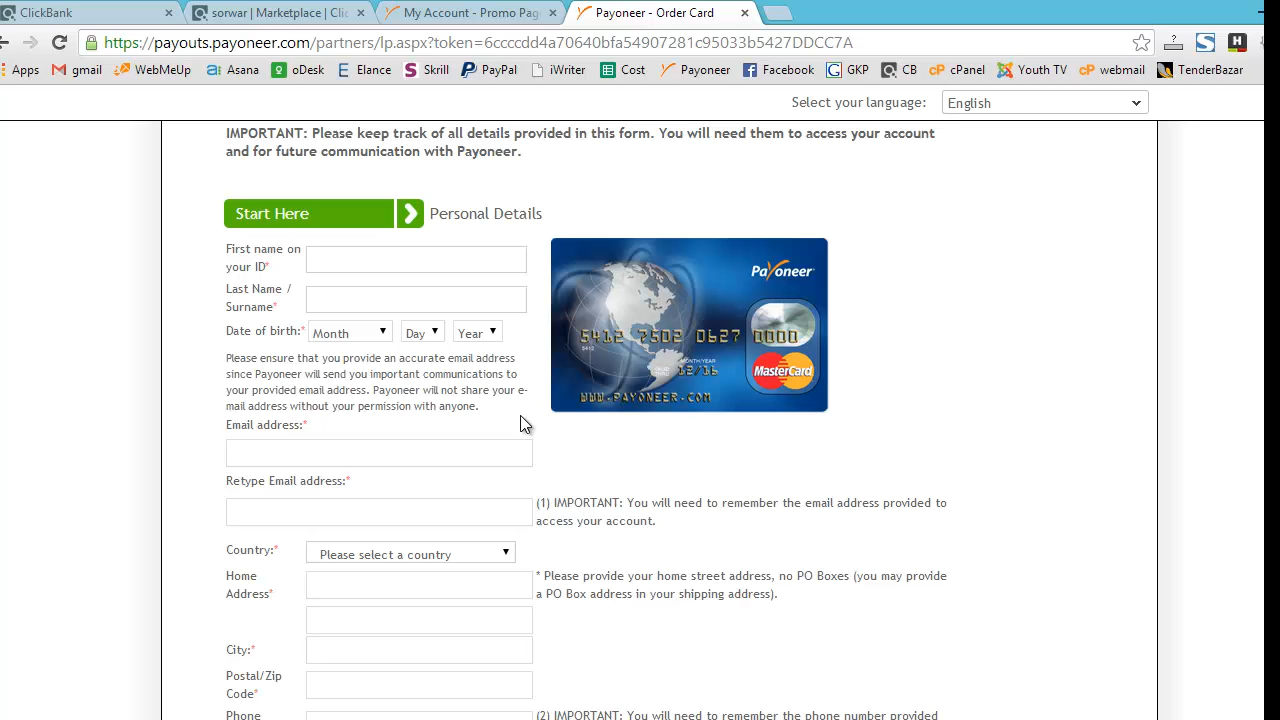 ClickBank
sorwar | Marketplace | Clic
My Account - Promo Page
Payoneer - Order Card
https://payouts.payoneer.com/partners/lp.aspx?token=6cccdd4a70640bfa54907281c95033b5427DDCC7A
Apps gmail WebMeUp Asana oDesk Elance Skrill PayPal iWriter Cost Payoneer Facebook GKP CB cPanel Youth TV webmail TenderBazar
Select your language: English
IMPORTANT: Please keep track of all details provided in this form. You will need them to access your account
and for future communication with Payoneer.
Start Here Personal Details
First name on
your ID*
Last Name /
Surname*
Date of birth:* Month Day Year
Please ensure that you provide an accurate email address
since Payoneer will send you important communications to
your provided email address. Payoneer will not share your e-
mail address without your permission with anyone.
Email address:*
Payoneer
5412 7502 0627 0000
5412
MONTH/YEAR
12/16
WWW.PAYONEER.COM
MasterCard
Retype Email address:*
(1) IMPORTANT: You will need to remember the email address provided to
access your account.
Country:* Please select a country
Home
Address*
* Please provide your home street address, no PO Boxes (you may provide
a PO Box address in your shipping address).
City:*
Postal/Zip
Code*
Phone
(2) IMPORTANT: You will need to remember the phone number provided